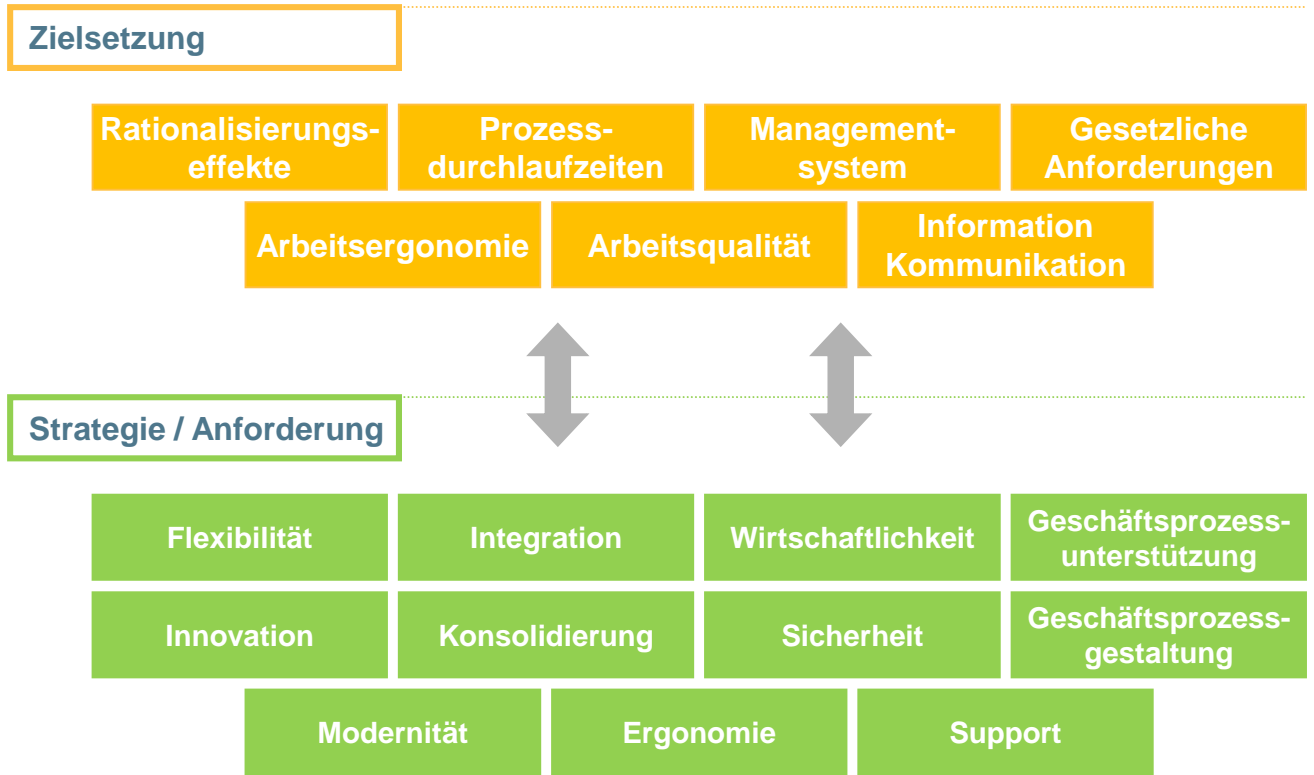 Zielsetzung
Rationalisierungs-
effekte
Prozess-
durchlaufzeiten
Management-
system
Gesetzliche
Anforderungen
Arbeitsergonomie
Arbeitsqualität
Information
Kommunikation
Strategie / Anforderung
Flexibilität
Integration
Wirtschaftlichkeit
Geschäftsprozess-
unterstützung
Innovation
Konsolidierung
Sicherheit
Geschäftsprozess-
gestaltung
Modernität
Ergonomie
Support